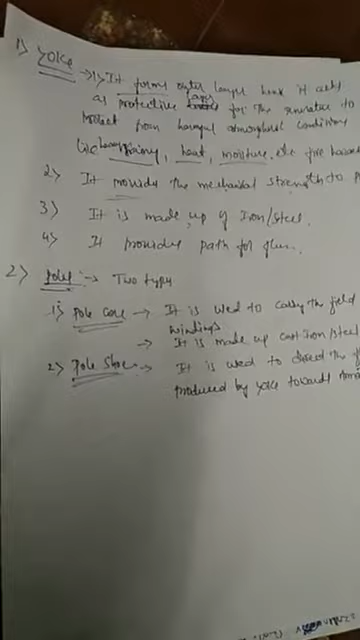 1) YOKE
→ 1) It forms outer layer hence it acts
as protective layer for the generator to
protect from harmful atmospheric conditions
like heavy, heat, moisture, etc fire
2) It provides the mechanical strength to
3) It is made up of Iron/steel.
4) It provides path for flux.
2) Poles :→ Two types
1) Pole Core → It is used to carry the field
windings
→ It is made up cast iron/steel
2) Pole Shoe :→ It is used to direct the
produced by yoke towards